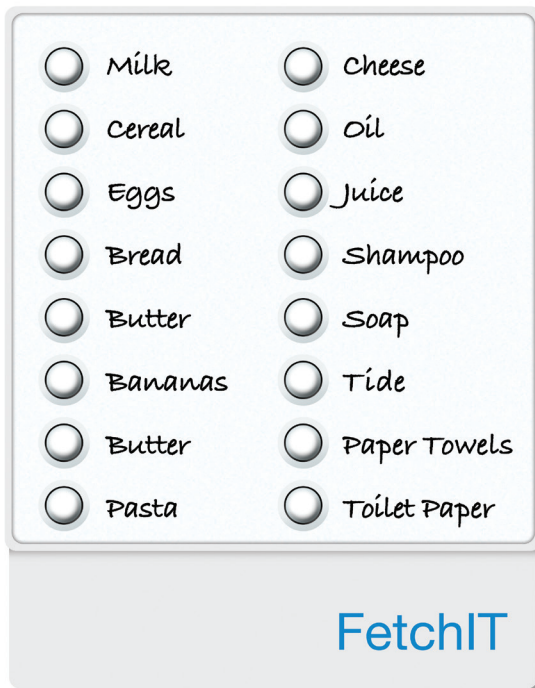 Milk
Cereal
Eggs
Bread
Butter
Bananas
Butter
Pasta
Cheese
Oil
Juice
Shampoo
Soap
Tide
Paper Towels
Toilet Paper
FetchIT